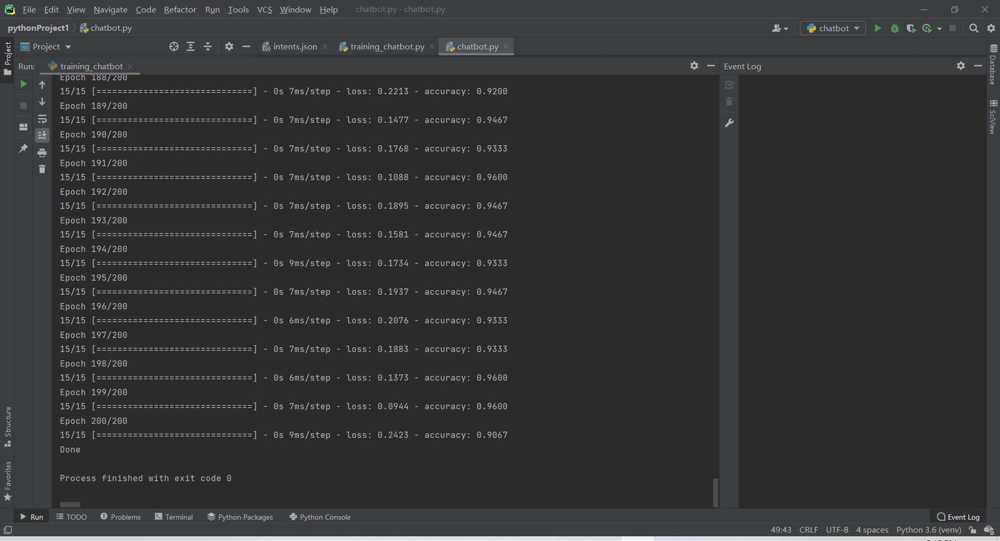 PC File Edit View Navigate Code Refactor Run Tools VCS Window Help chatbot.py - chatbot.py
pythonProject1 chatbot.py chatbot
Project
Project intents.json training_chatbot.py chatbot.py
Run: training_chatbot
Event Log
Epoch 188/200
15/15 [==============================] - 0s 7ms/step - loss: 0.2213 - accuracy: 0.9200
Epoch 189/200
15/15 [==============================] - 0s 7ms/step - loss: 0.1477 - accuracy: 0.9467
Epoch 190/200
15/15 [==============================] - 0s 7ms/step - loss: 0.1768 - accuracy: 0.9333
Epoch 191/200
15/15 [==============================] - 0s 7ms/step - loss: 0.1088 - accuracy: 0.9600
Epoch 192/200
15/15 [==============================] - 0s 7ms/step - loss: 0.1895 - accuracy: 0.9467
Epoch 193/200
15/15 [==============================] - 0s 7ms/step - loss: 0.1581 - accuracy: 0.9467
Epoch 194/200
15/15 [==============================] - 0s 9ms/step - loss: 0.1734 - accuracy: 0.9333
Epoch 195/200
15/15 [==============================] - 0s 7ms/step - loss: 0.1937 - accuracy: 0.9467
Epoch 196/200
15/15 [==============================] - 0s 6ms/step - loss: 0.2076 - accuracy: 0.9333
Epoch 197/200
15/15 [==============================] - 0s 7ms/step - loss: 0.1883 - accuracy: 0.9333
Epoch 198/200
15/15 [==============================] - 0s 6ms/step - loss: 0.1373 - accuracy: 0.9600
Epoch 199/200
15/15 [==============================] - 0s 7ms/step - loss: 0.0944 - accuracy: 0.9600
Epoch 200/200
15/15 [==============================] - 0s 9ms/step - loss: 0.2423 - accuracy: 0.9067
Done
Process finished with exit code 0
Database
SciView
Structure
Favorites
Run TODO Problems Terminal Python Packages Python Console Event Log
49:43 CRLF UTF-8 4 spaces Python 3.6 (venv)